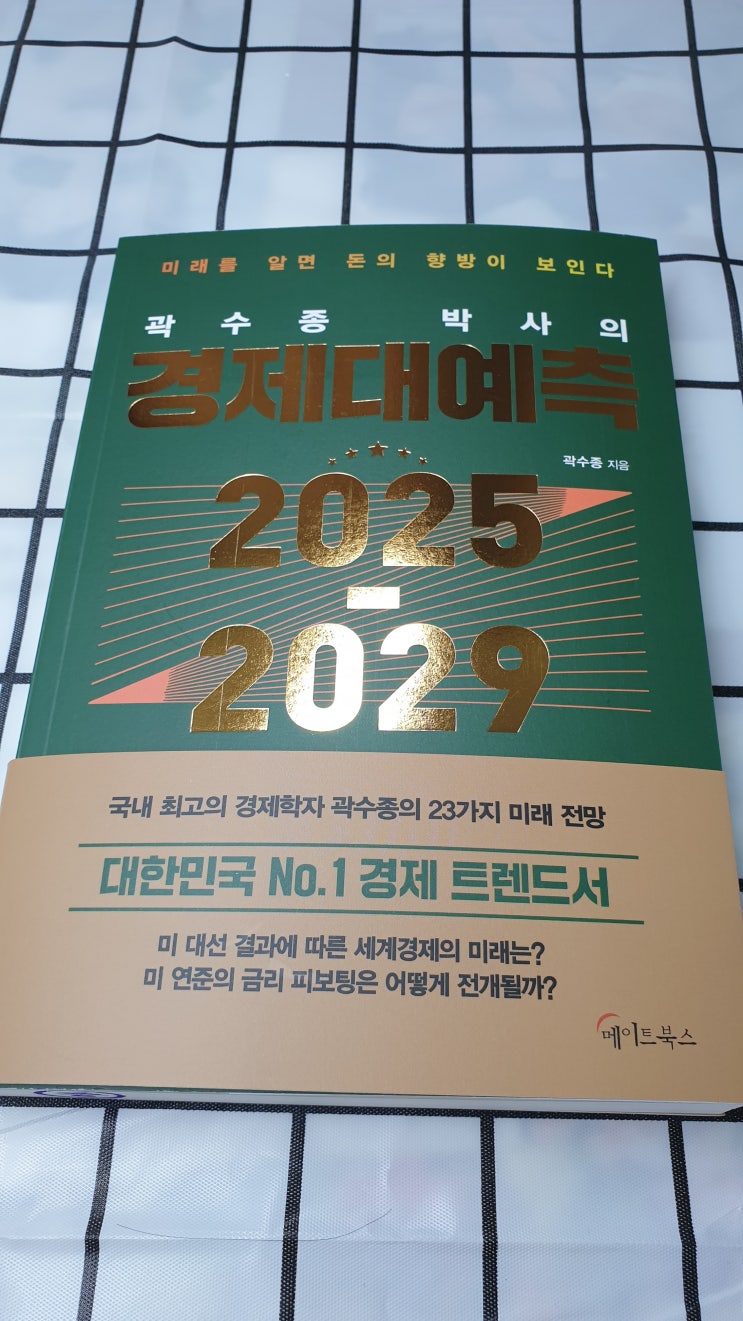 미래를 알면 돈의 향방이 보인다
곽수종 박사의
경제대예측
곽수종 지음
2025
-
2029
국내 최고의 경제학자 곽수종의 23가지 미래 전망
대한민국 No.1 경제 트렌드서
미 대선 결과에 따른 세계경제의 미래는?
미 연준의 금리 피보팅은 어떻게 전개될까?
메이트북스